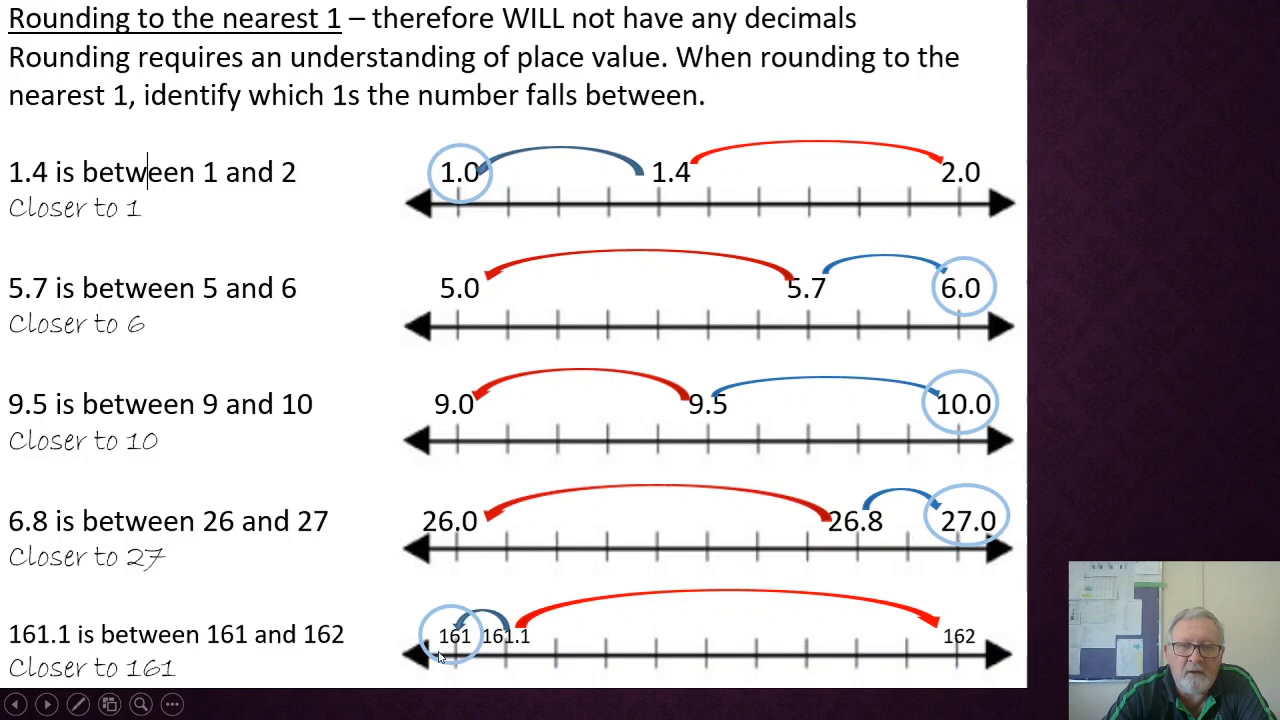 Rounding to the nearest 1 – therefore WILL not have any decimals
Rounding requires an understanding of place value. When rounding to the
nearest 1, identify which 1s the number falls between.
1.4 is between 1 and 2
Closer to 1
1.0 1.4 2.0
5.7 is between 5 and 6
Closer to 6
5.0 5.7 6.0
9.5 is between 9 and 10
Closer to 10
9.0 9.5 10.0
6.8 is between 26 and 27
Closer to 27
26.0 26.8 27.0
161.1 is between 161 and 162
Closer to 161
161 161.1 162